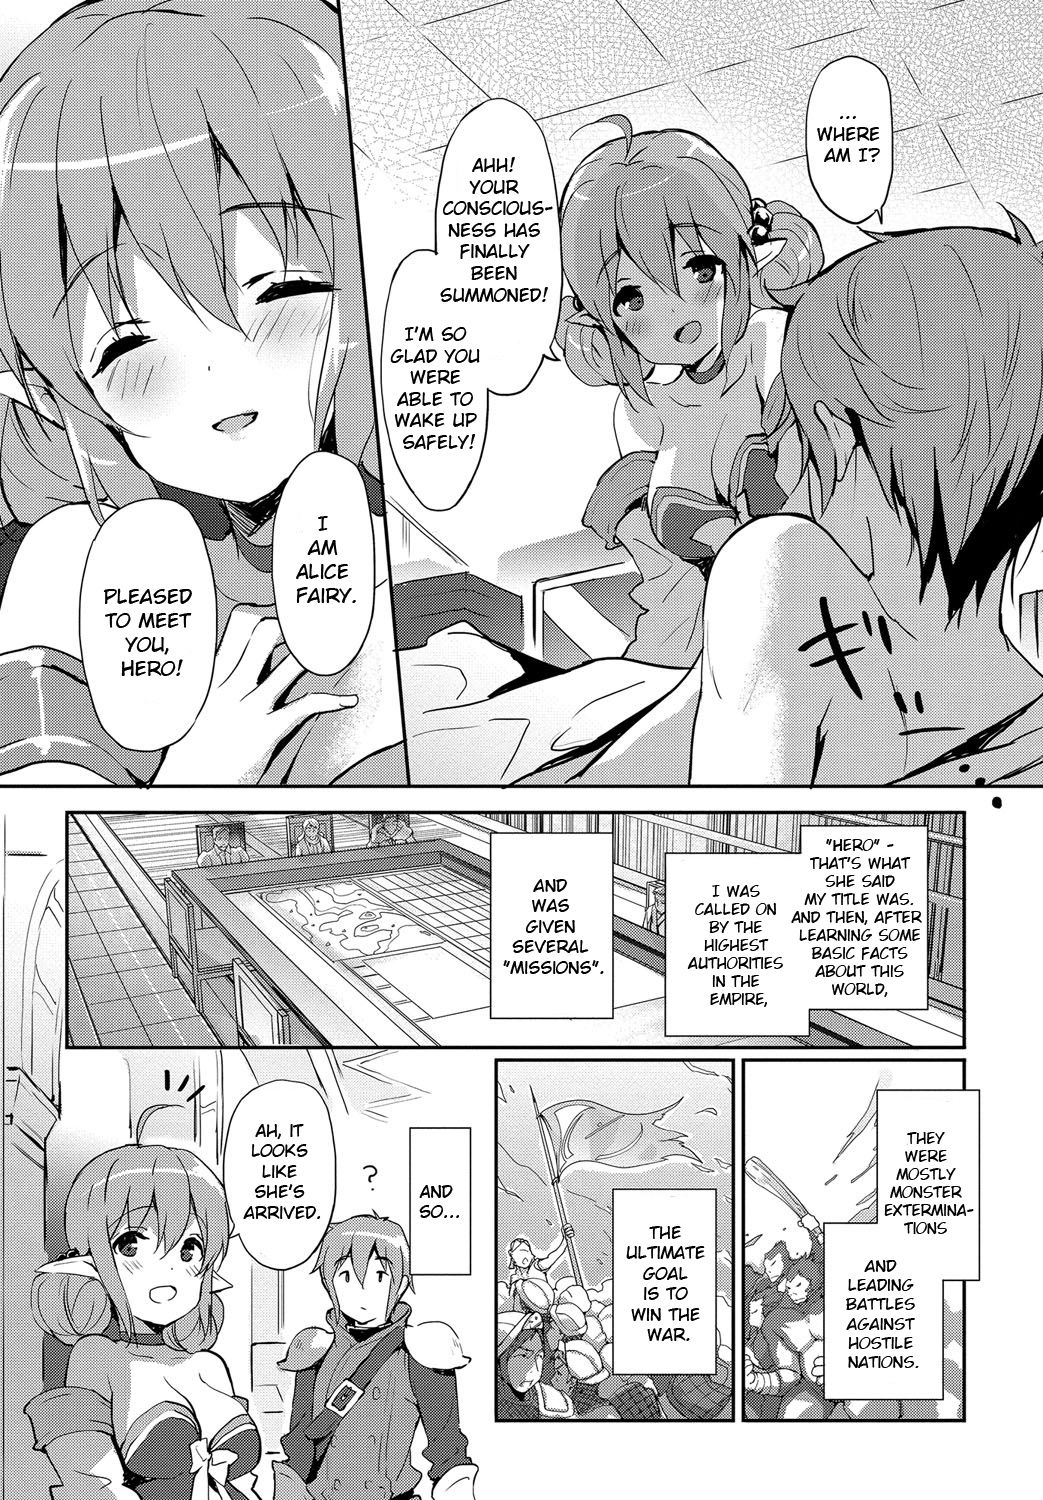 ...
WHERE
AM I?
AHH!
YOUR
CONSCIOUS-
NESS HAS
FINALLY
BEEN
SUMMONED!
I'M SO
GLAD YOU
WERE
ABLE TO
WAKE UP
SAFELY!
I
AM
ALICE
FAIRY.
PLEASED
TO MEET
YOU,
HERO!
"HERO" -
THAT'S WHAT
SHE SAID
MY TITLE WAS.
AND THEN, AFTER
LEARNING SOME
BASIC FACTS
ABOUT THIS
WORLD,
I WAS
CALLED ON
BY THE
HIGHEST
AUTHORITIES
IN THE
EMPIRE,
AND
WAS
GIVEN
SEVERAL
"MISSIONS".
THEY
WERE
MOSTLY
MONSTER
EXTERMINA-
TIONS
AND
LEADING
BATTLES
AGAINST
HOSTILE
NATIONS.
THE
ULTIMATE
GOAL
IS TO
WIN THE
WAR.
AND
SO...
?
AH, IT
LOOKS
LIKE
SHE'S
ARRIVED.